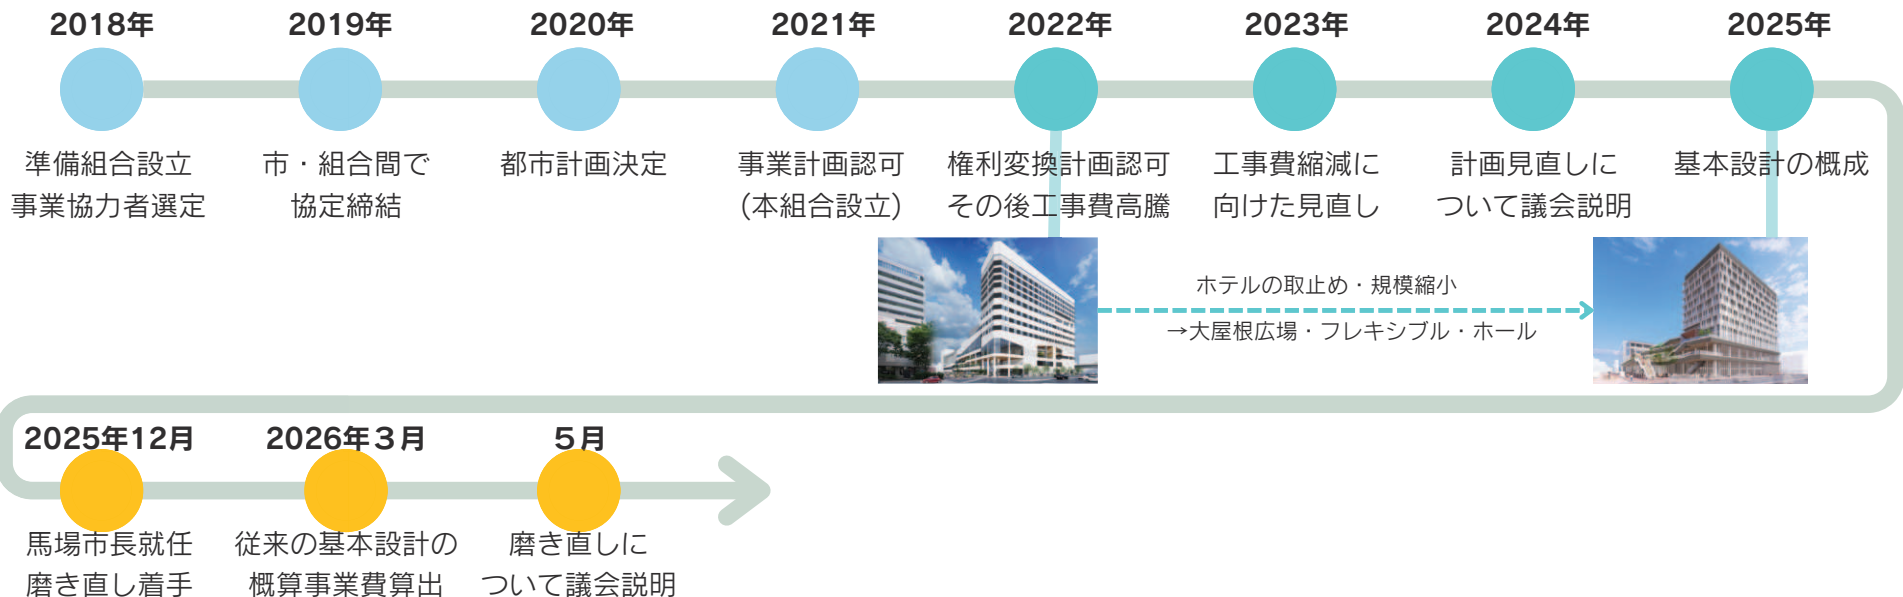 2018年
2019年
2020年
2021年
2022年
2023年
2024年
2025年
準備組合設立
事業協力者選定
市・組合間で
協定締結
都市計画決定
事業計画認可
(本組合設立)
権利変換計画認可
その後工事費高騰
工事費縮減に
向けた見直し
計画見直しに
ついて議会説明
基本設計の概成
ホテルの取止め・規模縮小
→大屋根広場・フレキシブル・ホール
2025年12月
2026年３月
５月
馬場市長就任
磨き直し着手
従来の基本設計の
概算事業費算出
磨き直しに
ついて議会説明